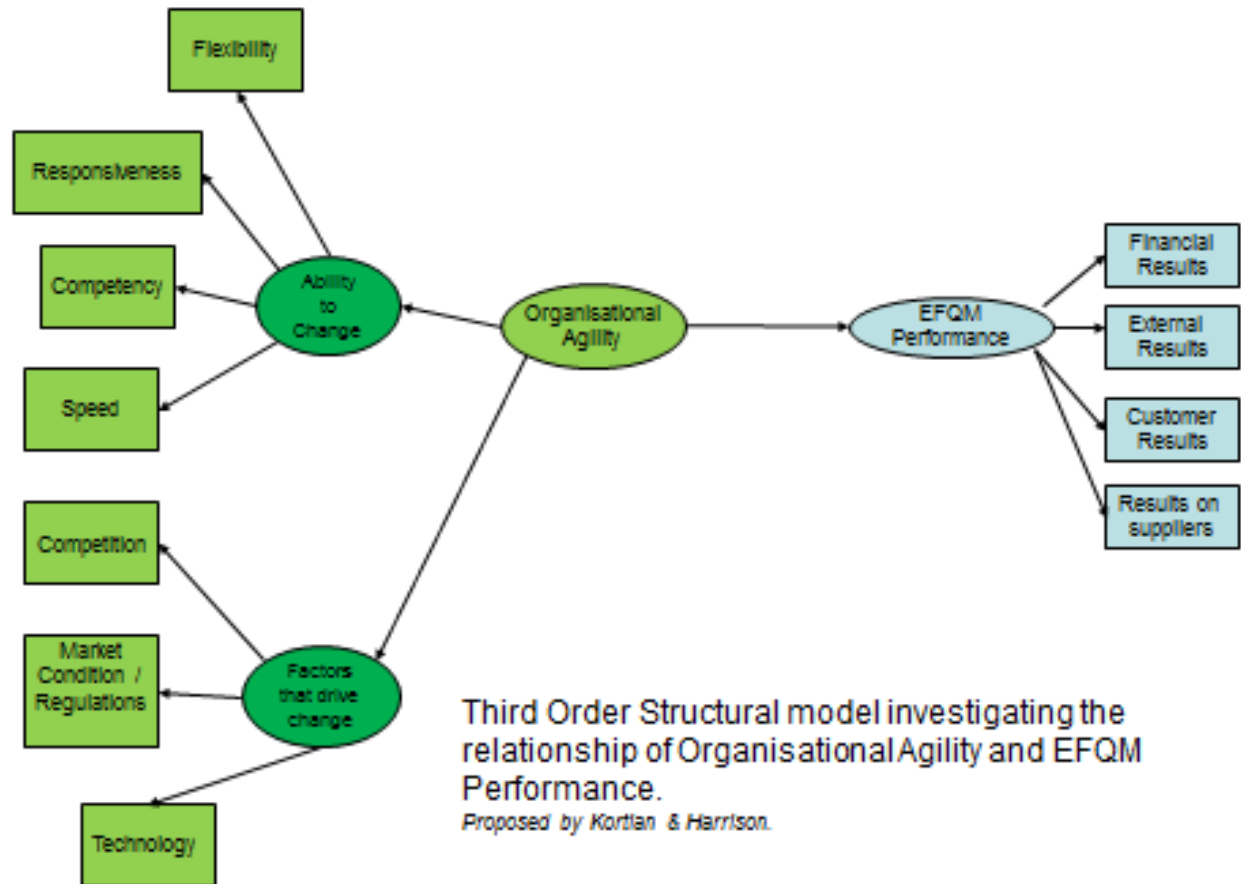 Flexibility
Responsiveness
Competency
Speed
Ability
to
Change
Organisational
Agility
EFQM
Performance
Financial
Results
External
Results
Customer
Results
Results on
suppliers
Competition
Market
Condition /
Regulations
Technology
Factors
that drive
change
Third Order Structural model investigating the
relationship of Organisational Agility and EFQM
Performance.
Proposed by Kortian & Harrison.